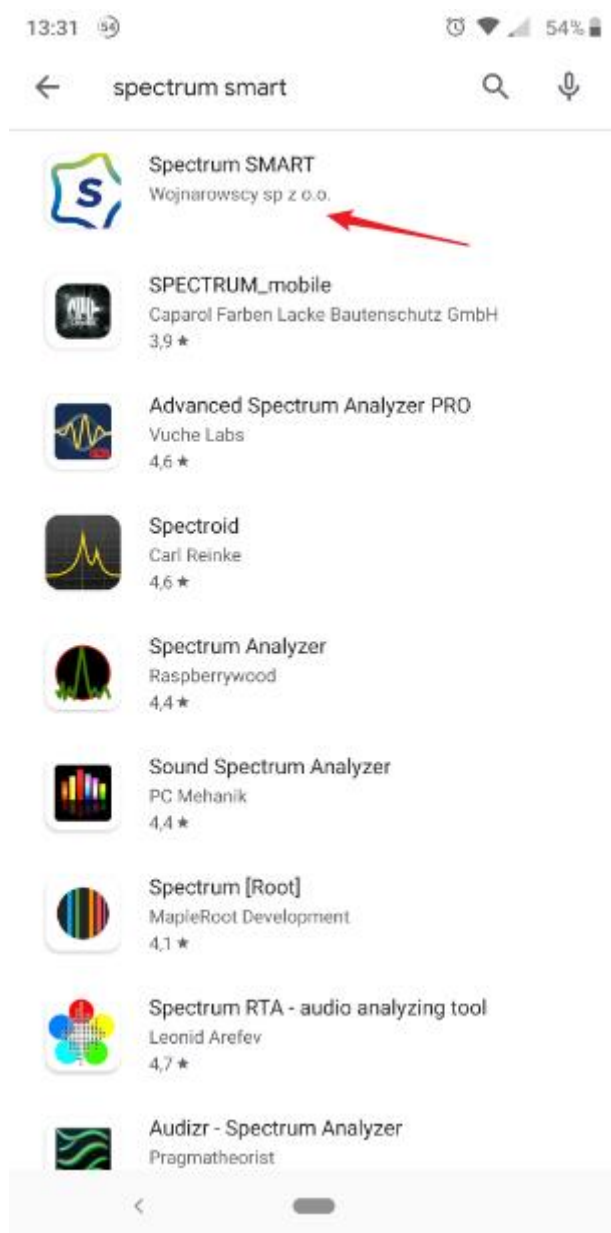 13:31 54 54%
spectrum smart
Spectrum SMART
Wojnarowscy sp z o.o.
SPECTRUM_mobile
Caparol Farben Lacke Bautenschutz GmbH
3,9 ★
Advanced Spectrum Analyzer PRO
Vuche Labs
4,6 ★
Spectroid
Carl Reinke
4,6 ★
Spectrum Analyzer
Raspberrywood
4,4 ★
Sound Spectrum Analyzer
PC Mehanik
4,4 ★
Spectrum [Root]
MapleRoot Development
4,1 ★
Spectrum RTA - audio analyzing tool
Leonid Arefev
4,7 ★
Audizr - Spectrum Analyzer
Pragmatheorist